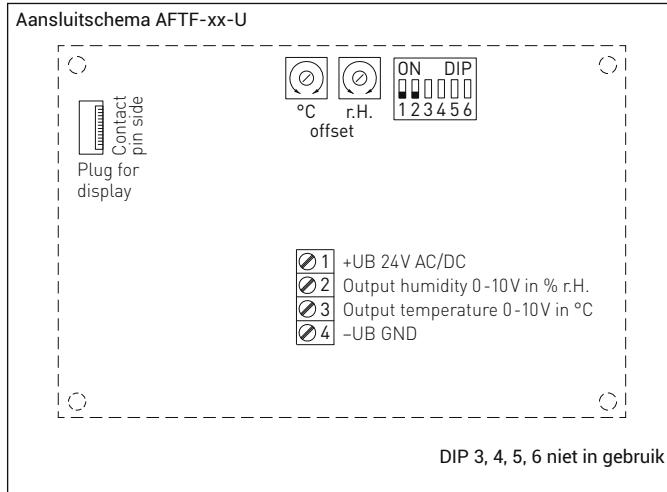 Aansluitschema AFTF-xx-U
ON DIP
1 2 3 4 5 6
°C r.H.
offset
Contact
pin side
Plug for
display
1 +UB 24V AC/DC
2 Output humidity 0-10V in % r.H.
3 Output temperature 0-10V in °C
4 –UB GND
DIP 3, 4, 5, 6 niet in gebruik